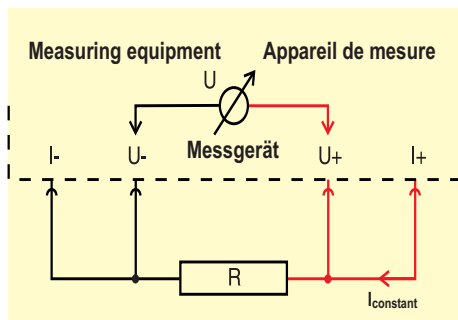 Measuring equipment Appareil de mesure
U
Messgerät
I- U- U+ I+
R
Iconstant